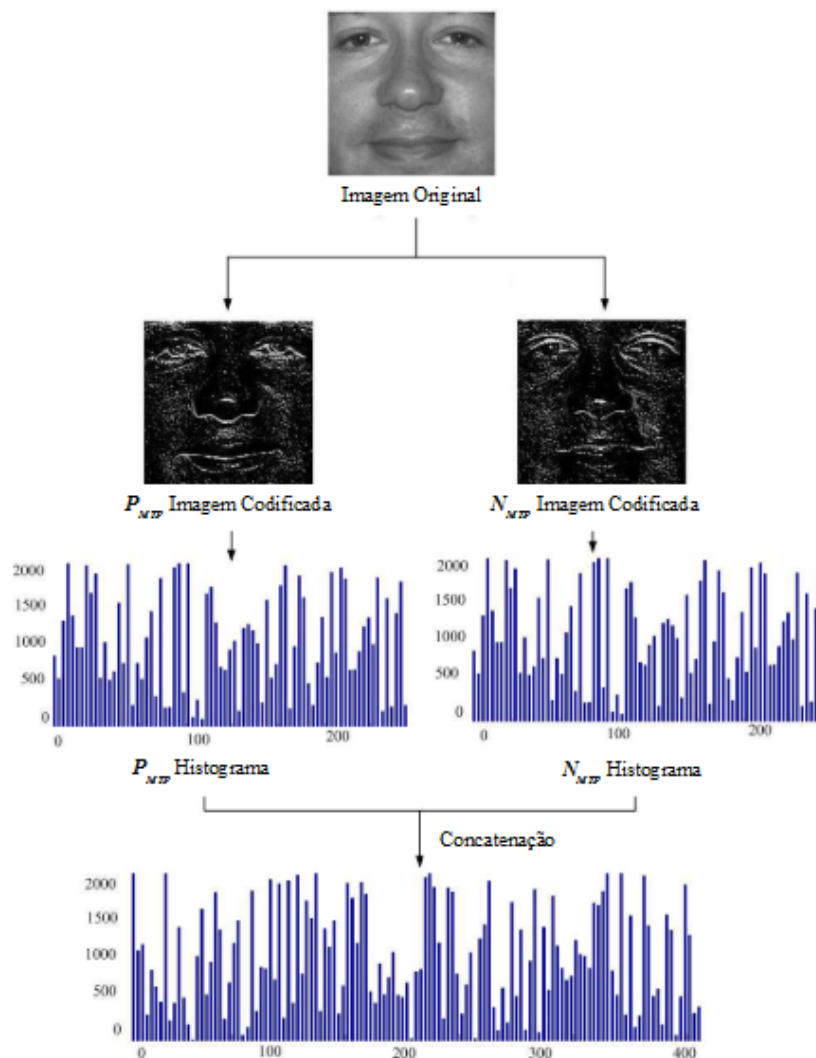 Imagem Original
P_MTP Imagem Codificada
N_MTP Imagem Codificada
2000
1500
1000
500
0
0 100 200
2000
1500
1000
500
0
0 100 200
P_MTP Histograma
N_MTP Histograma
Concatenação
2000
1500
1000
500
0
0 100 200 300 400